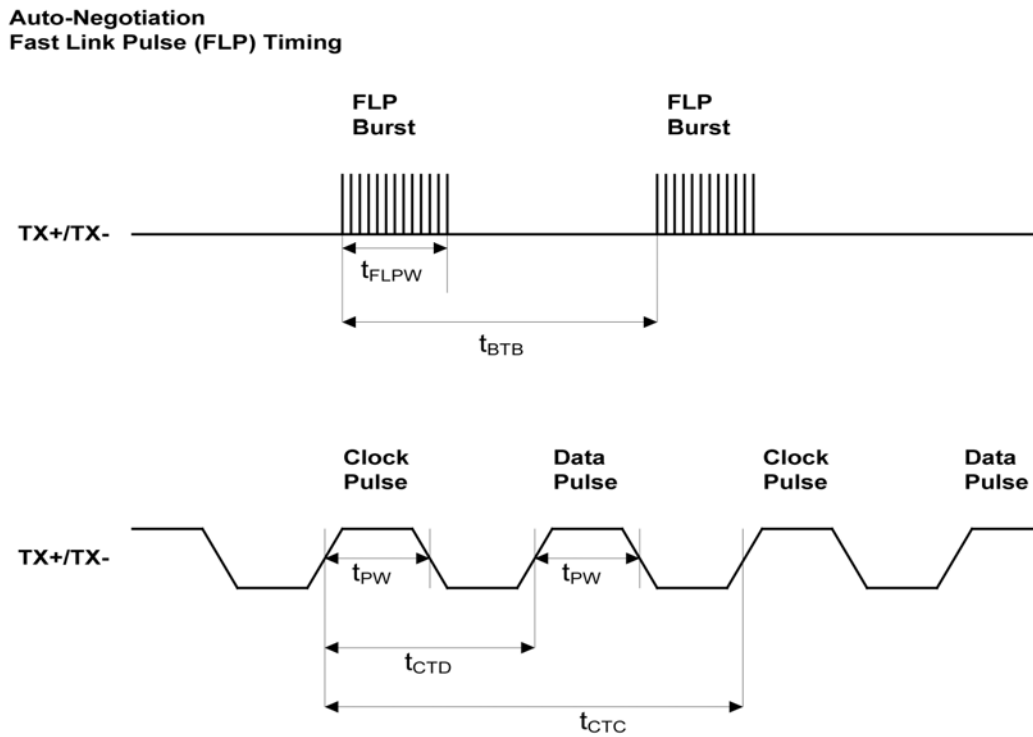 Auto-Negotiation
Fast Link Pulse (FLP) Timing
FLP
Burst
FLP
Burst
TX+/TX-
tFLPW
tBTB
Clock
Pulse
Data
Pulse
Clock
Pulse
Data
Pulse
TX+/TX-
tPW
tPW
tCTD
tCTC